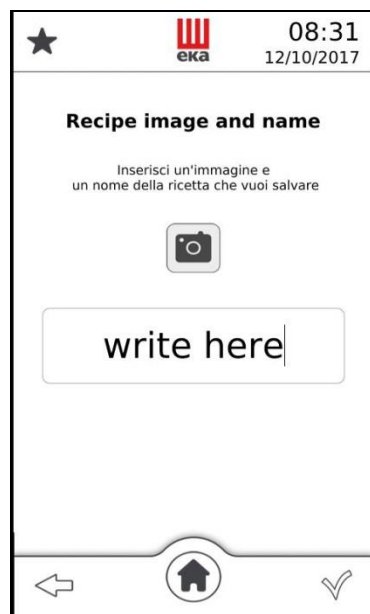 08:31
eka
12/10/2017
Recipe image and name
Inserisci un'immagine e
un nome della ricetta che vuoi salvare
write here